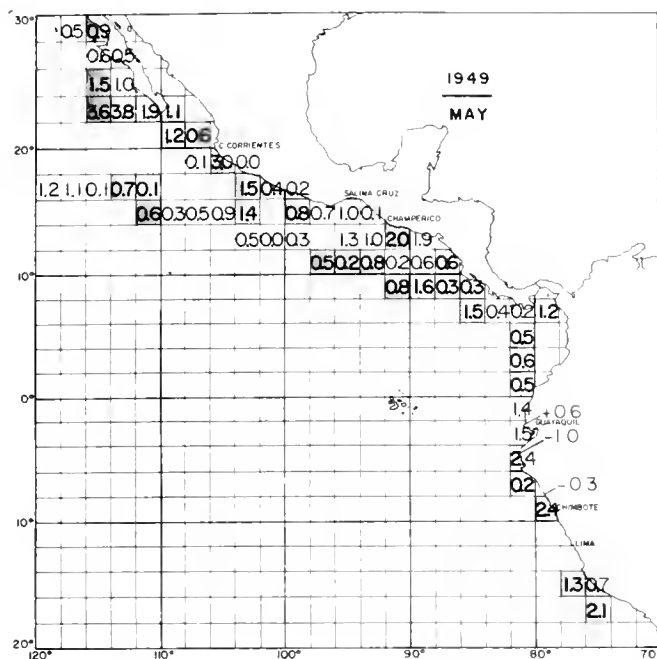 30°
0.5 0.9
0.6 0.5
1949
MAY
1.5 1.0
3.6 3.8 1.9 1.1
1.2 0.6
20°
C. CORRIENTES
0.1 3.0 0.0
1.2 1.1 0.1 0.7 0.1 1.5 0.4 0.2
SALINA CRUZ
0.6 0.3 0.5 0.9 1.4 0.8 0.7 1.0 0.1
CHAMPERICO
0.5 0.0 0.3 1.3 1.0 2.0 1.9
0.5 0.2 0.8 0.2 0.6 0.6
10°
0.8 1.6 0.3 0.3
1.5 0.4 0.2 1.2
0.5
0.6
0.5
0°
1.4 +0.6
GUAYAQUIL
1.5 -1.0
2.4
0.2 -0.3
2.4 CHIMBOTE
10°
LIMA
1.3 0.7
2.1
20°
120° 110° 100° 90° 80° 70